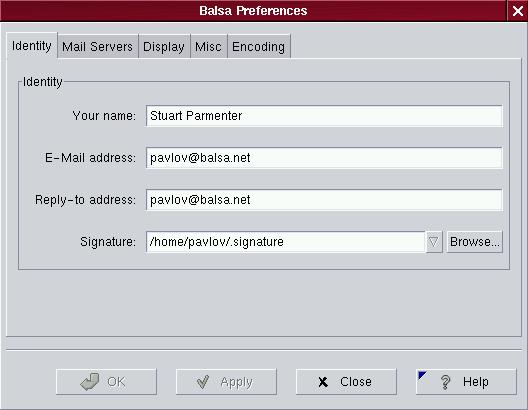 Balsa Preferences
Identity Mail Servers Display Misc Encoding
Identity
Your name: Stuart Parmenter
E-Mail address: pavlov@balsa.net
Reply-to address: pavlov@balsa.net
Signature: /home/pavlov/.signature Browse...
OK Apply Close Help